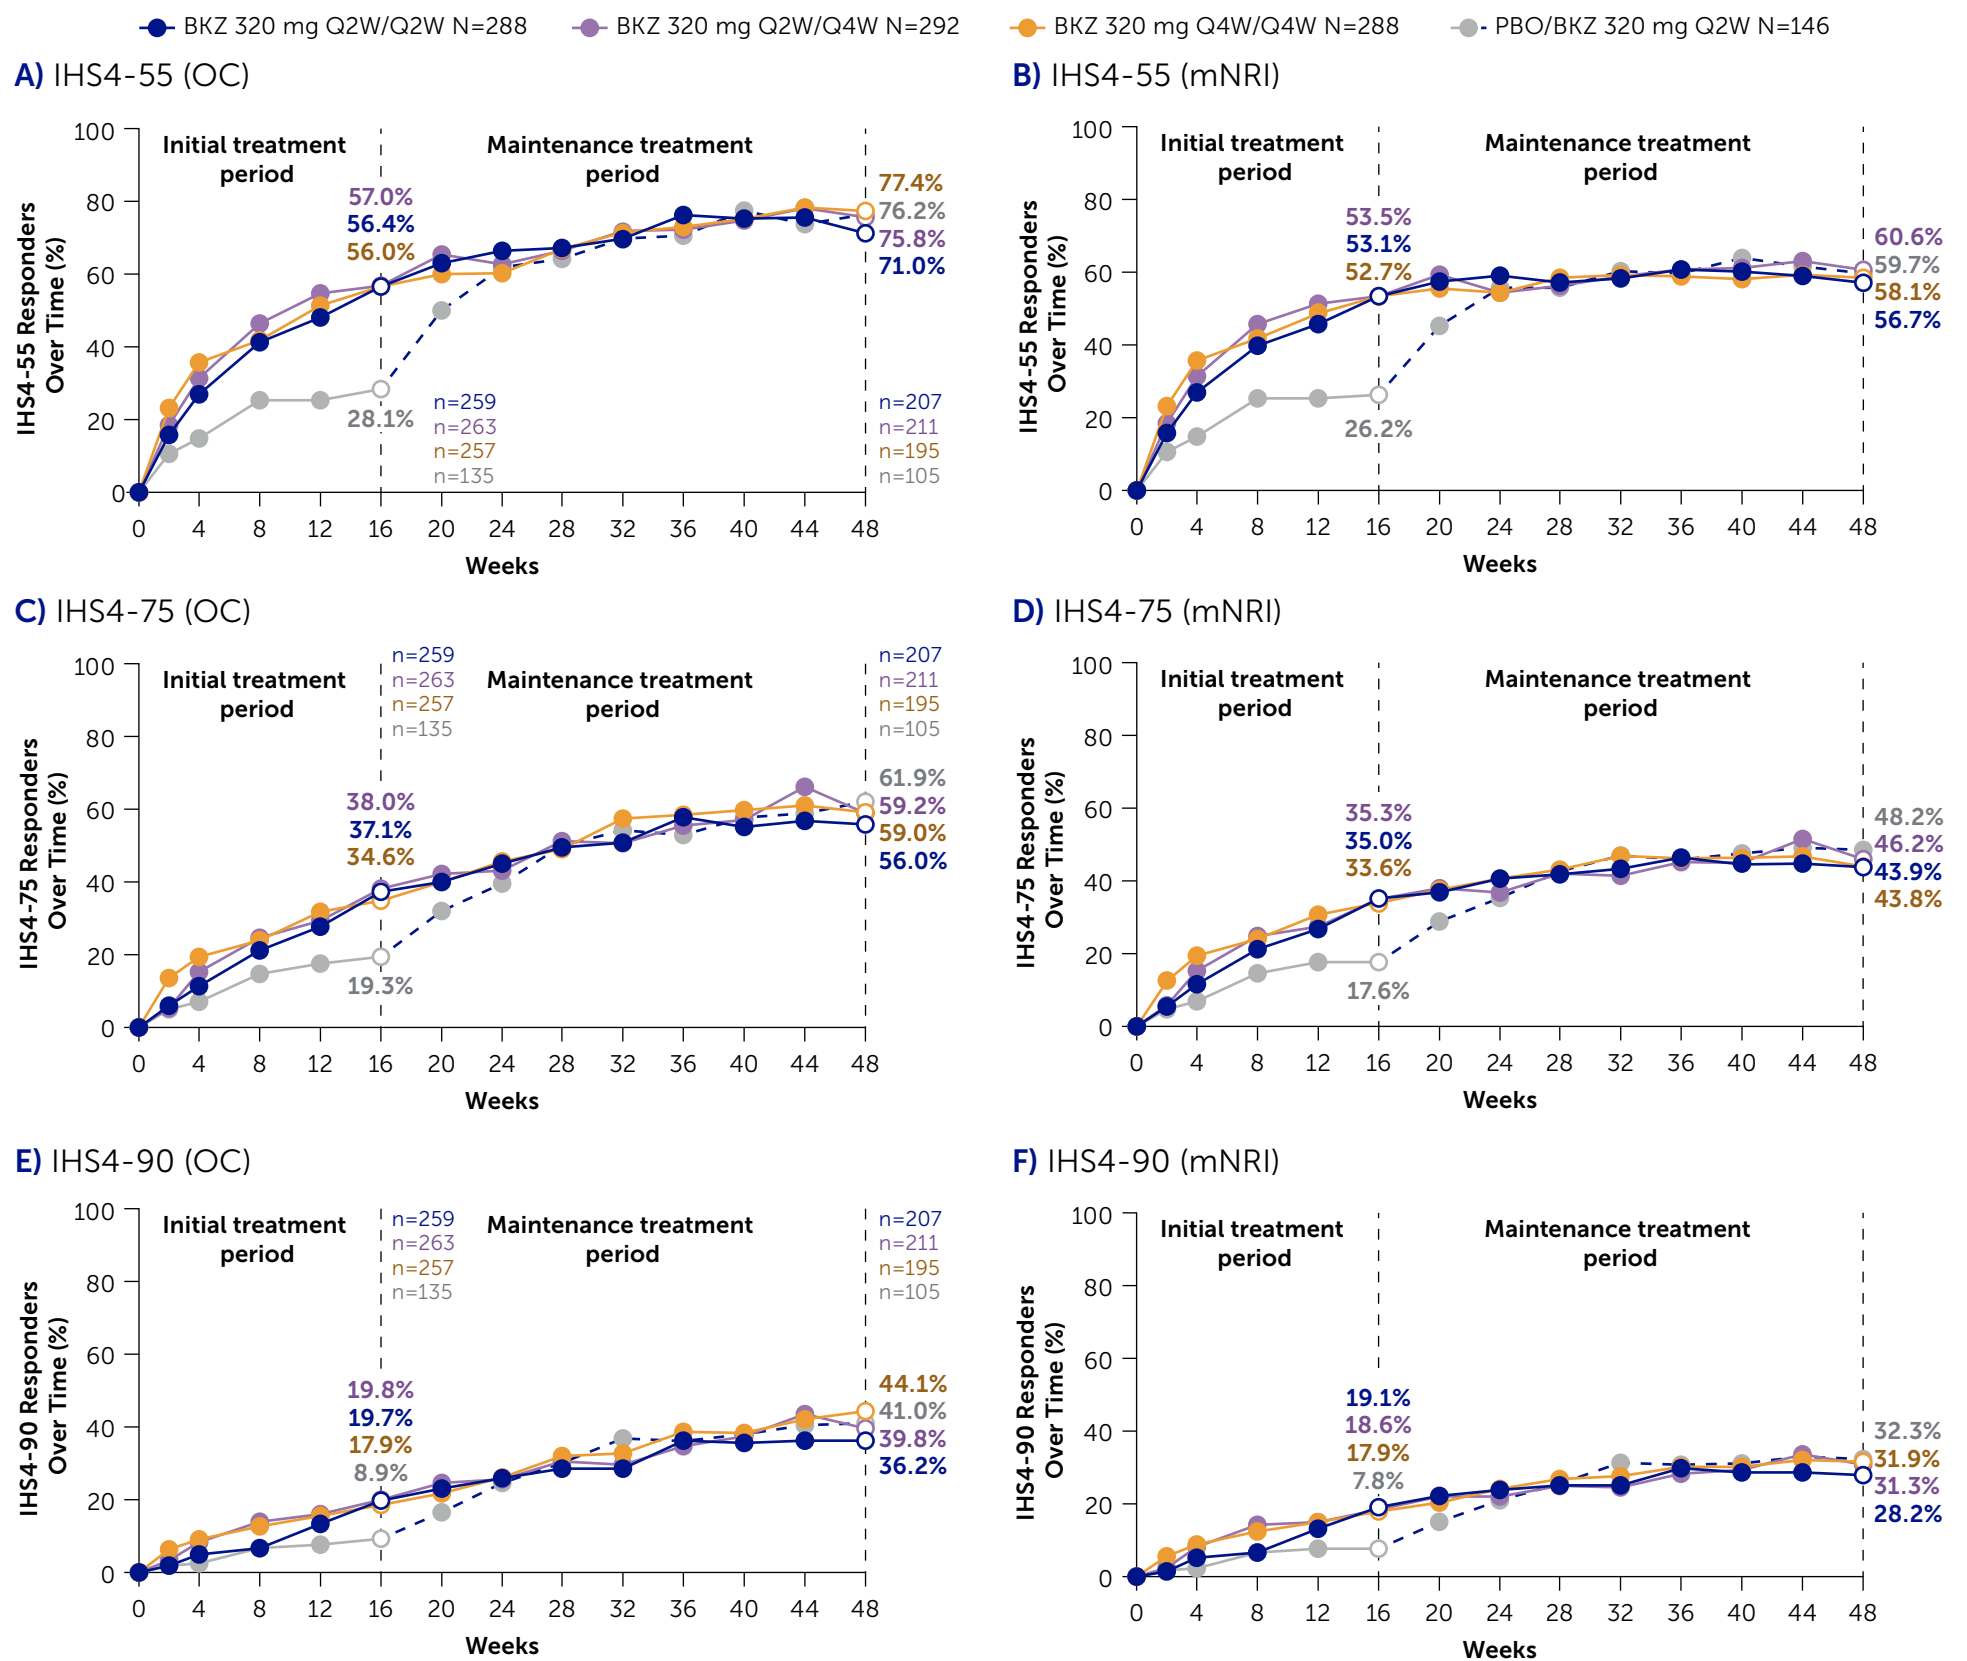 BKZ 320 mg Q2W/Q2W N=288
BKZ 320 mg Q2W/Q4W N=292
BKZ 320 mg Q4W/Q4W N=288
PBO/BKZ 320 mg Q2W N=146
A) IHS4-55 (OC)
IHS4-55 Responders
Over Time (%)
100
80
60
40
20
0
Initial treatment
period
Maintenance treatment
period
57.0%
56.4%
56.0%
28.1%
n=259
n=263
n=257
n=135
77.4%
76.2%
75.8%
71.0%
n=207
n=211
n=195
n=105
0 4 8 12 16 20 24 28 32 36 40 44 48
Weeks
B) IHS4-55 (mNRI)
IHS4-55 Responders
Over Time (%)
100
80
60
40
20
0
Initial treatment
period
Maintenance treatment
period
53.5%
53.1%
52.7%
26.2%
60.6%
59.7%
58.1%
56.7%
0 4 8 12 16 20 24 28 32 36 40 44 48
Weeks
C) IHS4-75 (OC)
IHS4-75 Responders
Over Time (%)
100
80
60
40
20
0
Initial treatment
period
n=259
n=263
n=257
n=135
Maintenance treatment
period
n=207
n=211
n=195
n=105
38.0%
37.1%
34.6%
19.3%
61.9%
59.2%
59.0%
56.0%
0 4 8 12 16 20 24 28 32 36 40 44 48
Weeks
D) IHS4-75 (mNRI)
IHS4-75 Responders
Over Time (%)
100
80
60
40
20
0
Initial treatment
period
Maintenance treatment
period
35.3%
35.0%
33.6%
17.6%
48.2%
46.2%
43.9%
43.8%
0 4 8 12 16 20 24 28 32 36 40 44 48
Weeks
E) IHS4-90 (OC)
IHS4-90 Responders
Over Time (%)
100
80
60
40
20
0
Initial treatment
period
n=259
n=263
n=257
n=135
Maintenance treatment
period
n=207
n=211
n=195
n=105
19.8%
19.7%
17.9%
8.9%
44.1%
41.0%
39.8%
36.2%
0 4 8 12 16 20 24 28 32 36 40 44 48
Weeks
F) IHS4-90 (mNRI)
IHS4-90 Responders
Over Time (%)
100
80
60
40
20
0
Initial treatment
period
Maintenance treatment
period
19.1%
18.6%
17.9%
7.8%
32.3%
31.9%
31.3%
28.2%
0 4 8 12 16 20 24 28 32 36 40 44 48
Weeks